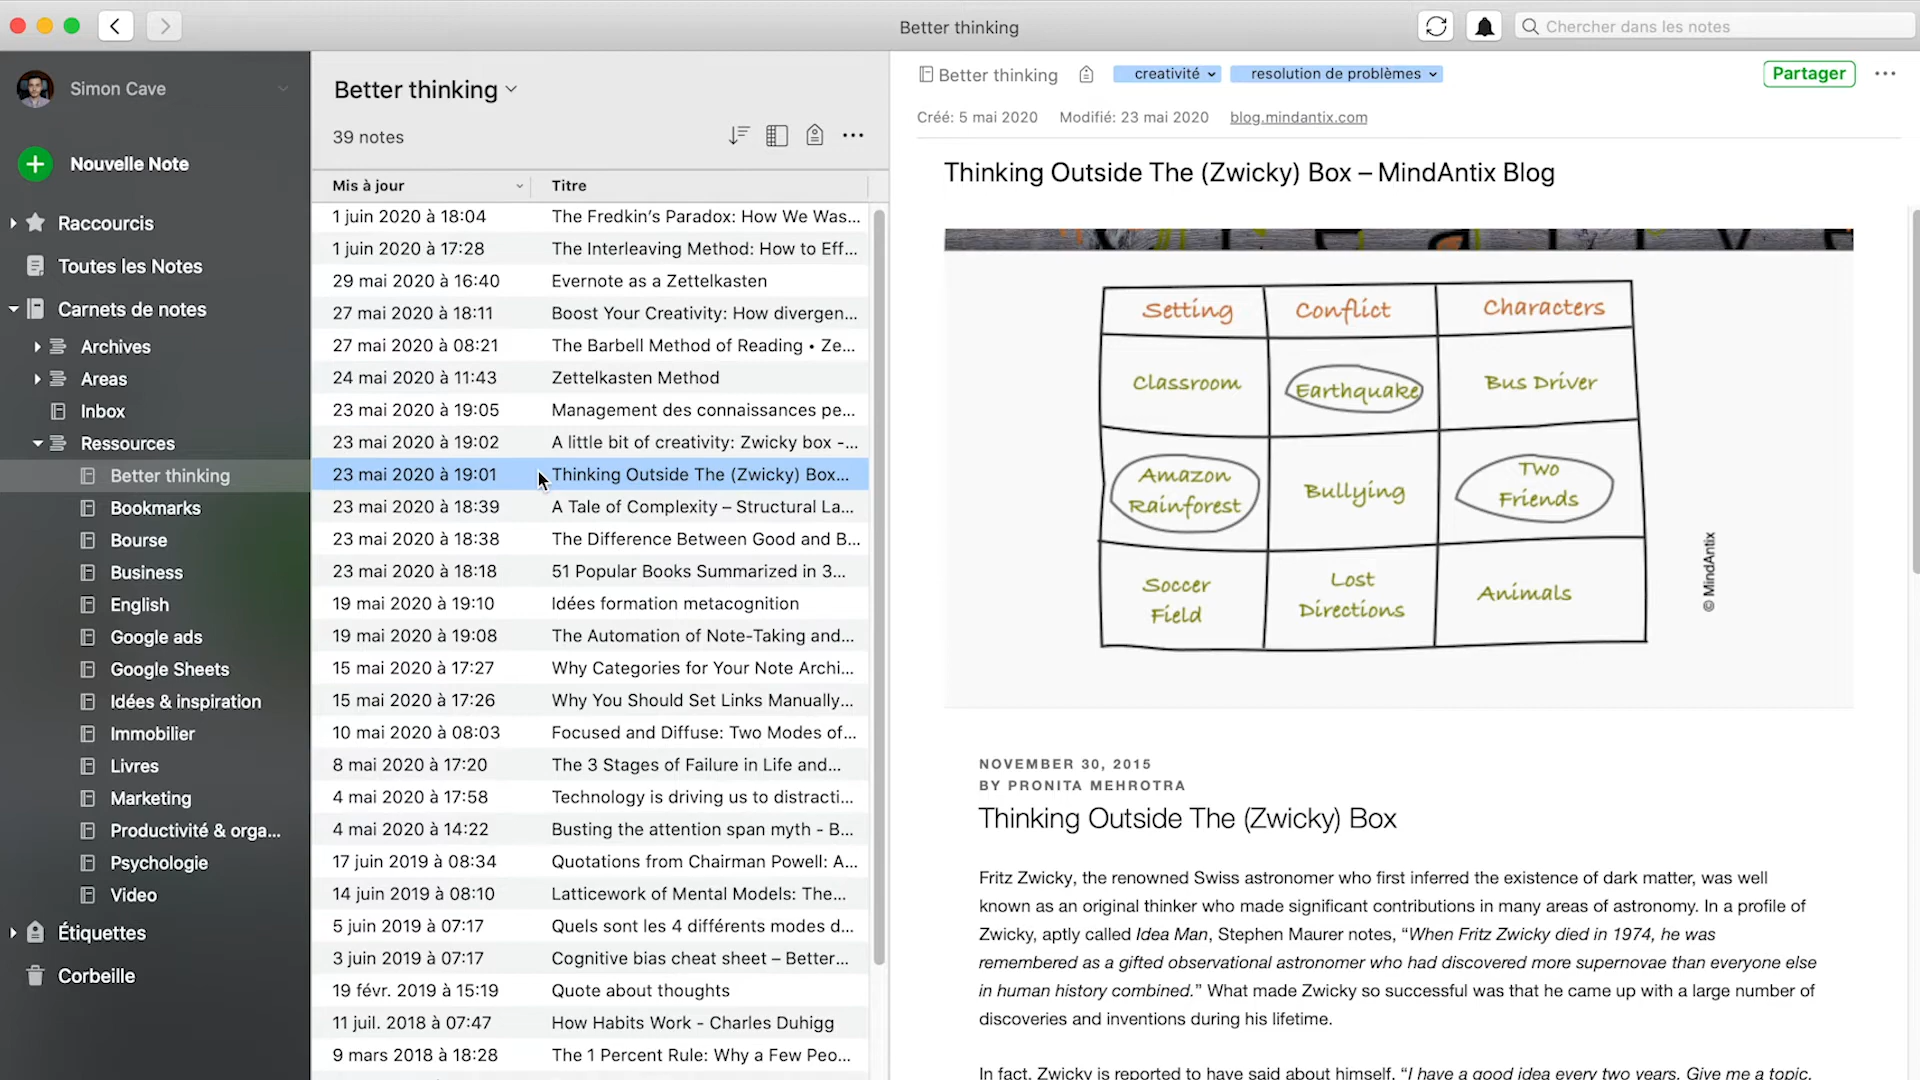 Better thinking
Chercher dans les notes
Simon Cave
Nouvelle Note
Raccourcis
Toutes les Notes
Carnets de notes
Archives
Areas
Inbox
Ressources
Better thinking
Bookmarks
Bourse
Business
English
Google ads
Google Sheets
Idées & inspiration
Immobilier
Livres
Marketing
Productivité & orga...
Psychologie
Video
Étiquettes
Corbeille
Better thinking
39 notes
Mis à jour Titre
1 juin 2020 à 18:04 The Fredkin's Paradox: How We Was...
1 juin 2020 à 17:28 The Interleaving Method: How to Eff...
29 mai 2020 à 16:40 Evernote as a Zettelkasten
27 mai 2020 à 18:11 Boost Your Creativity: How divergen...
27 mai 2020 à 08:21 The Barbell Method of Reading • Ze...
24 mai 2020 à 11:43 Zettelkasten Method
23 mai 2020 à 19:05 Management des connaissances pe...
23 mai 2020 à 19:02 A little bit of creativity: Zwicky box -...
23 mai 2020 à 19:01 Thinking Outside The (Zwicky) Box...
23 mai 2020 à 18:39 A Tale of Complexity – Structural La...
23 mai 2020 à 18:38 The Difference Between Good and B...
23 mai 2020 à 18:18 51 Popular Books Summarized in 3...
19 mai 2020 à 19:10 Idées formation metacognition
19 mai 2020 à 19:08 The Automation of Note-Taking and...
15 mai 2020 à 17:27 Why Categories for Your Note Archi...
15 mai 2020 à 17:26 Why You Should Set Links Manually...
10 mai 2020 à 08:03 Focused and Diffuse: Two Modes of...
8 mai 2020 à 17:20 The 3 Stages of Failure in Life and...
4 mai 2020 à 17:58 Technology is driving us to distracti...
4 mai 2020 à 14:22 Busting the attention span myth - B...
17 juin 2019 à 08:34 Quotations from Chairman Powell: A...
14 juin 2019 à 08:10 Latticework of Mental Models: The...
5 juin 2019 à 07:17 Quels sont les 4 différents modes d...
3 juin 2019 à 07:17 Cognitive bias cheat sheet – Better...
19 févr. 2019 à 15:19 Quote about thoughts
11 juil. 2018 à 07:47 How Habits Work - Charles Duhigg
9 mars 2018 à 18:28 The 1 Percent Rule: Why a Few Peo...
Better thinking créativité resolution de problèmes Partager
Créé: 5 mai 2020 Modifié: 23 mai 2020 blog.mindantix.com
Thinking Outside The (Zwicky) Box – MindAntix Blog
Setting Conflict Characters
Classroom Earthquake Bus Driver
Amazon Rainforest Bullying Two Friends
Soccer Field Lost Directions Animals
© MindAntix
NOVEMBER 30, 2015
BY PRONITA MEHROTRA
Thinking Outside The (Zwicky) Box
Fritz Zwicky, the renowned Swiss astronomer who first inferred the existence of dark matter, was well
known as an original thinker who made significant contributions in many areas of astronomy. In a profile of
Zwicky, aptly called Idea Man, Stephen Maurer notes, “When Fritz Zwicky died in 1974, he was
remembered as a gifted observational astronomer who had discovered more supernovae than everyone else
in human history combined.” What made Zwicky so successful was that he came up with a large number of
discoveries and inventions during his lifetime.
In fact, Zwicky is reported to have said about himself, “I have a good idea every two years. Give me a topic,